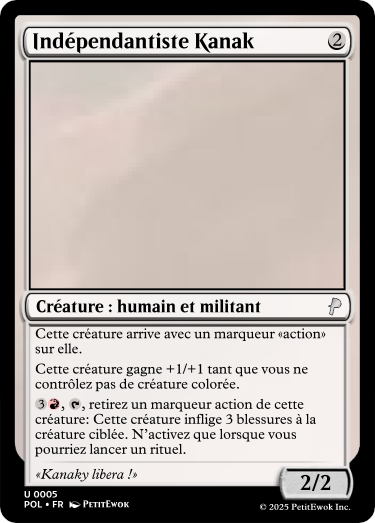 Indépendantiste Kanak 2
Créature : humain et militant
Cette créature arrive avec un marqueur «action»
sur elle.
Cette créature gagne +1/+1 tant que vous ne
contrôlez pas de créature colorée.
3, , retirez un marqueur action de cette
créature: Cette créature inflige 3 blessures à la
créature ciblée. N’activez que lorsque vous
pourriez lancer un rituel.
«Kanaky libera !»
2/2
U 0005
POL • FR PetitEwok
© 2025 PetitEwok Inc.